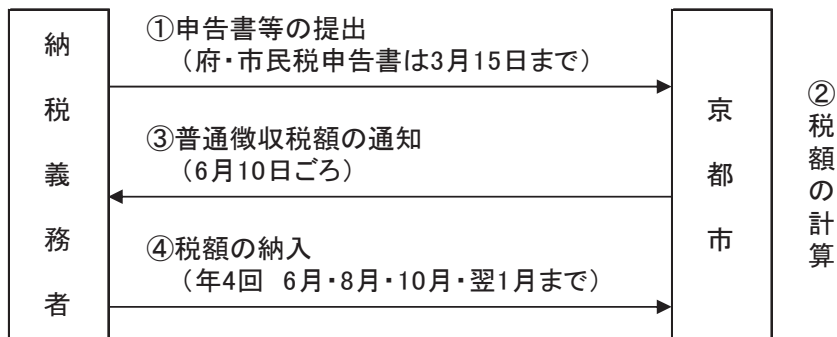 納税義務者
①申告書等の提出
（府・市民税申告書は3月15日まで）
③普通徴収税額の通知
（6月10日ごろ）
④税額の納入
（年4回　6月・8月・10月・翌1月まで）
京都市
②税額の計算